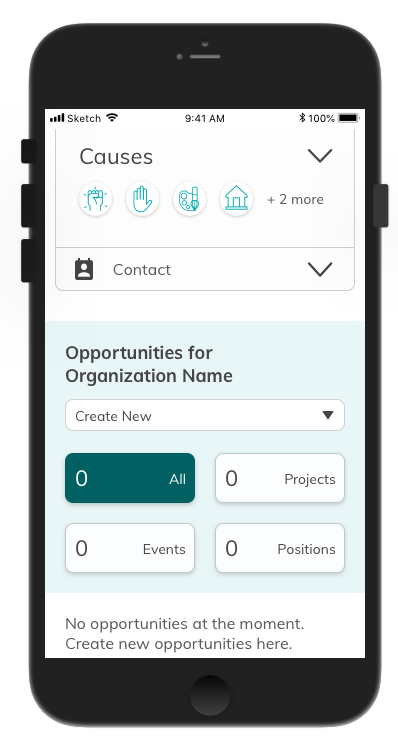 Sketch 9:41 AM 100%
Causes
+ 2 more
Contact
Opportunities for
Organization Name
Create New
0 All 0 Projects
0 Events 0 Positions
No opportunities at the moment.
Create new opportunities here.